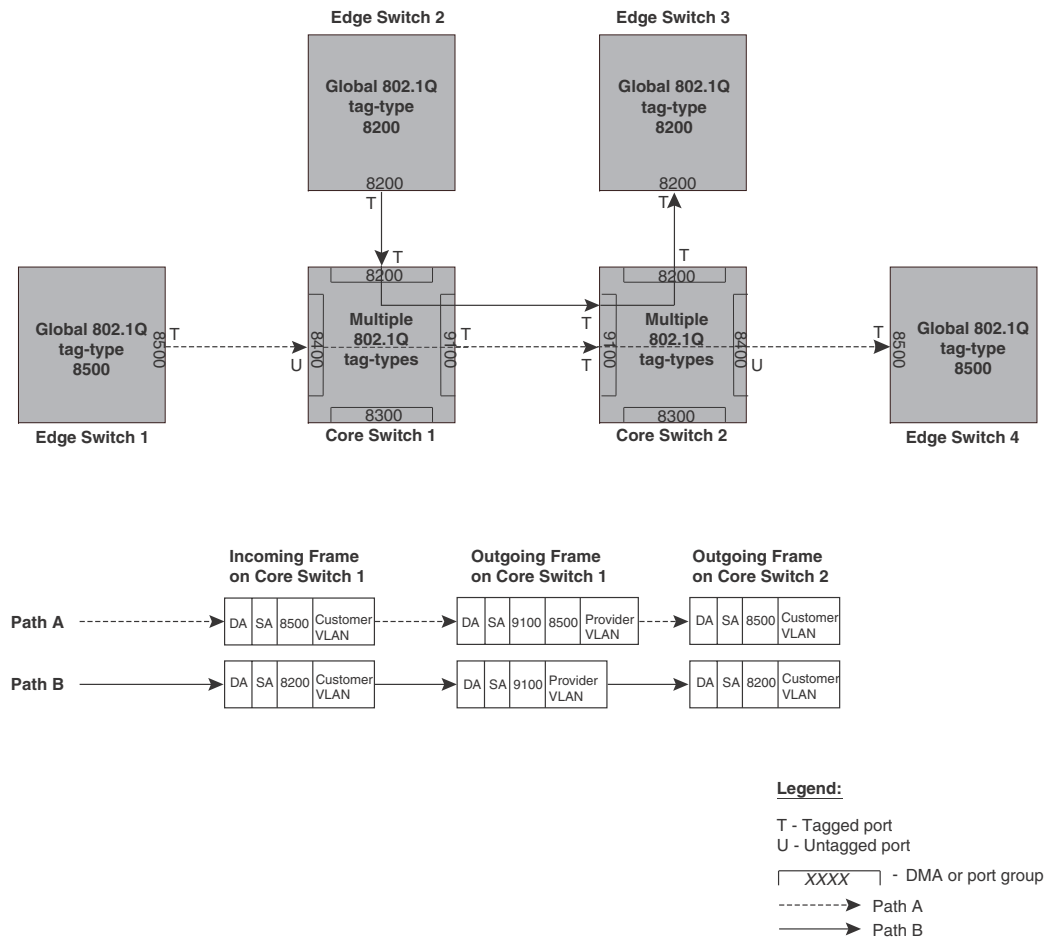 Edge Switch 2
Edge Switch 3
Global 802.1Q
tag-type
8200
8200
T
Global 802.1Q
tag-type
8200
8200
T
T
8200
T
8200
Global 802.1Q
tag-type
8500
8500
T
U
8400
Multiple
802.1Q
tag-types
9100
T
8300
T
T
9100
Multiple
802.1Q
tag-types
8400
U
8300
T
8500
Global 802.1Q
tag-type
8500
Edge Switch 1
Core Switch 1
Core Switch 2
Edge Switch 4
Incoming Frame
on Core Switch 1
Outgoing Frame
on Core Switch 1
Outgoing Frame
on Core Switch 2
Path A
DA SA 8500 Customer
VLAN
DA SA 9100 8500 Provider
VLAN
DA SA 8500 Customer
VLAN
Path B
DA SA 8200 Customer
VLAN
DA SA 9100 Provider
VLAN
DA SA 8200 Customer
VLAN
Legend:
T - Tagged port
U - Untagged port
XXXX - DMA or port group
Path A
Path B